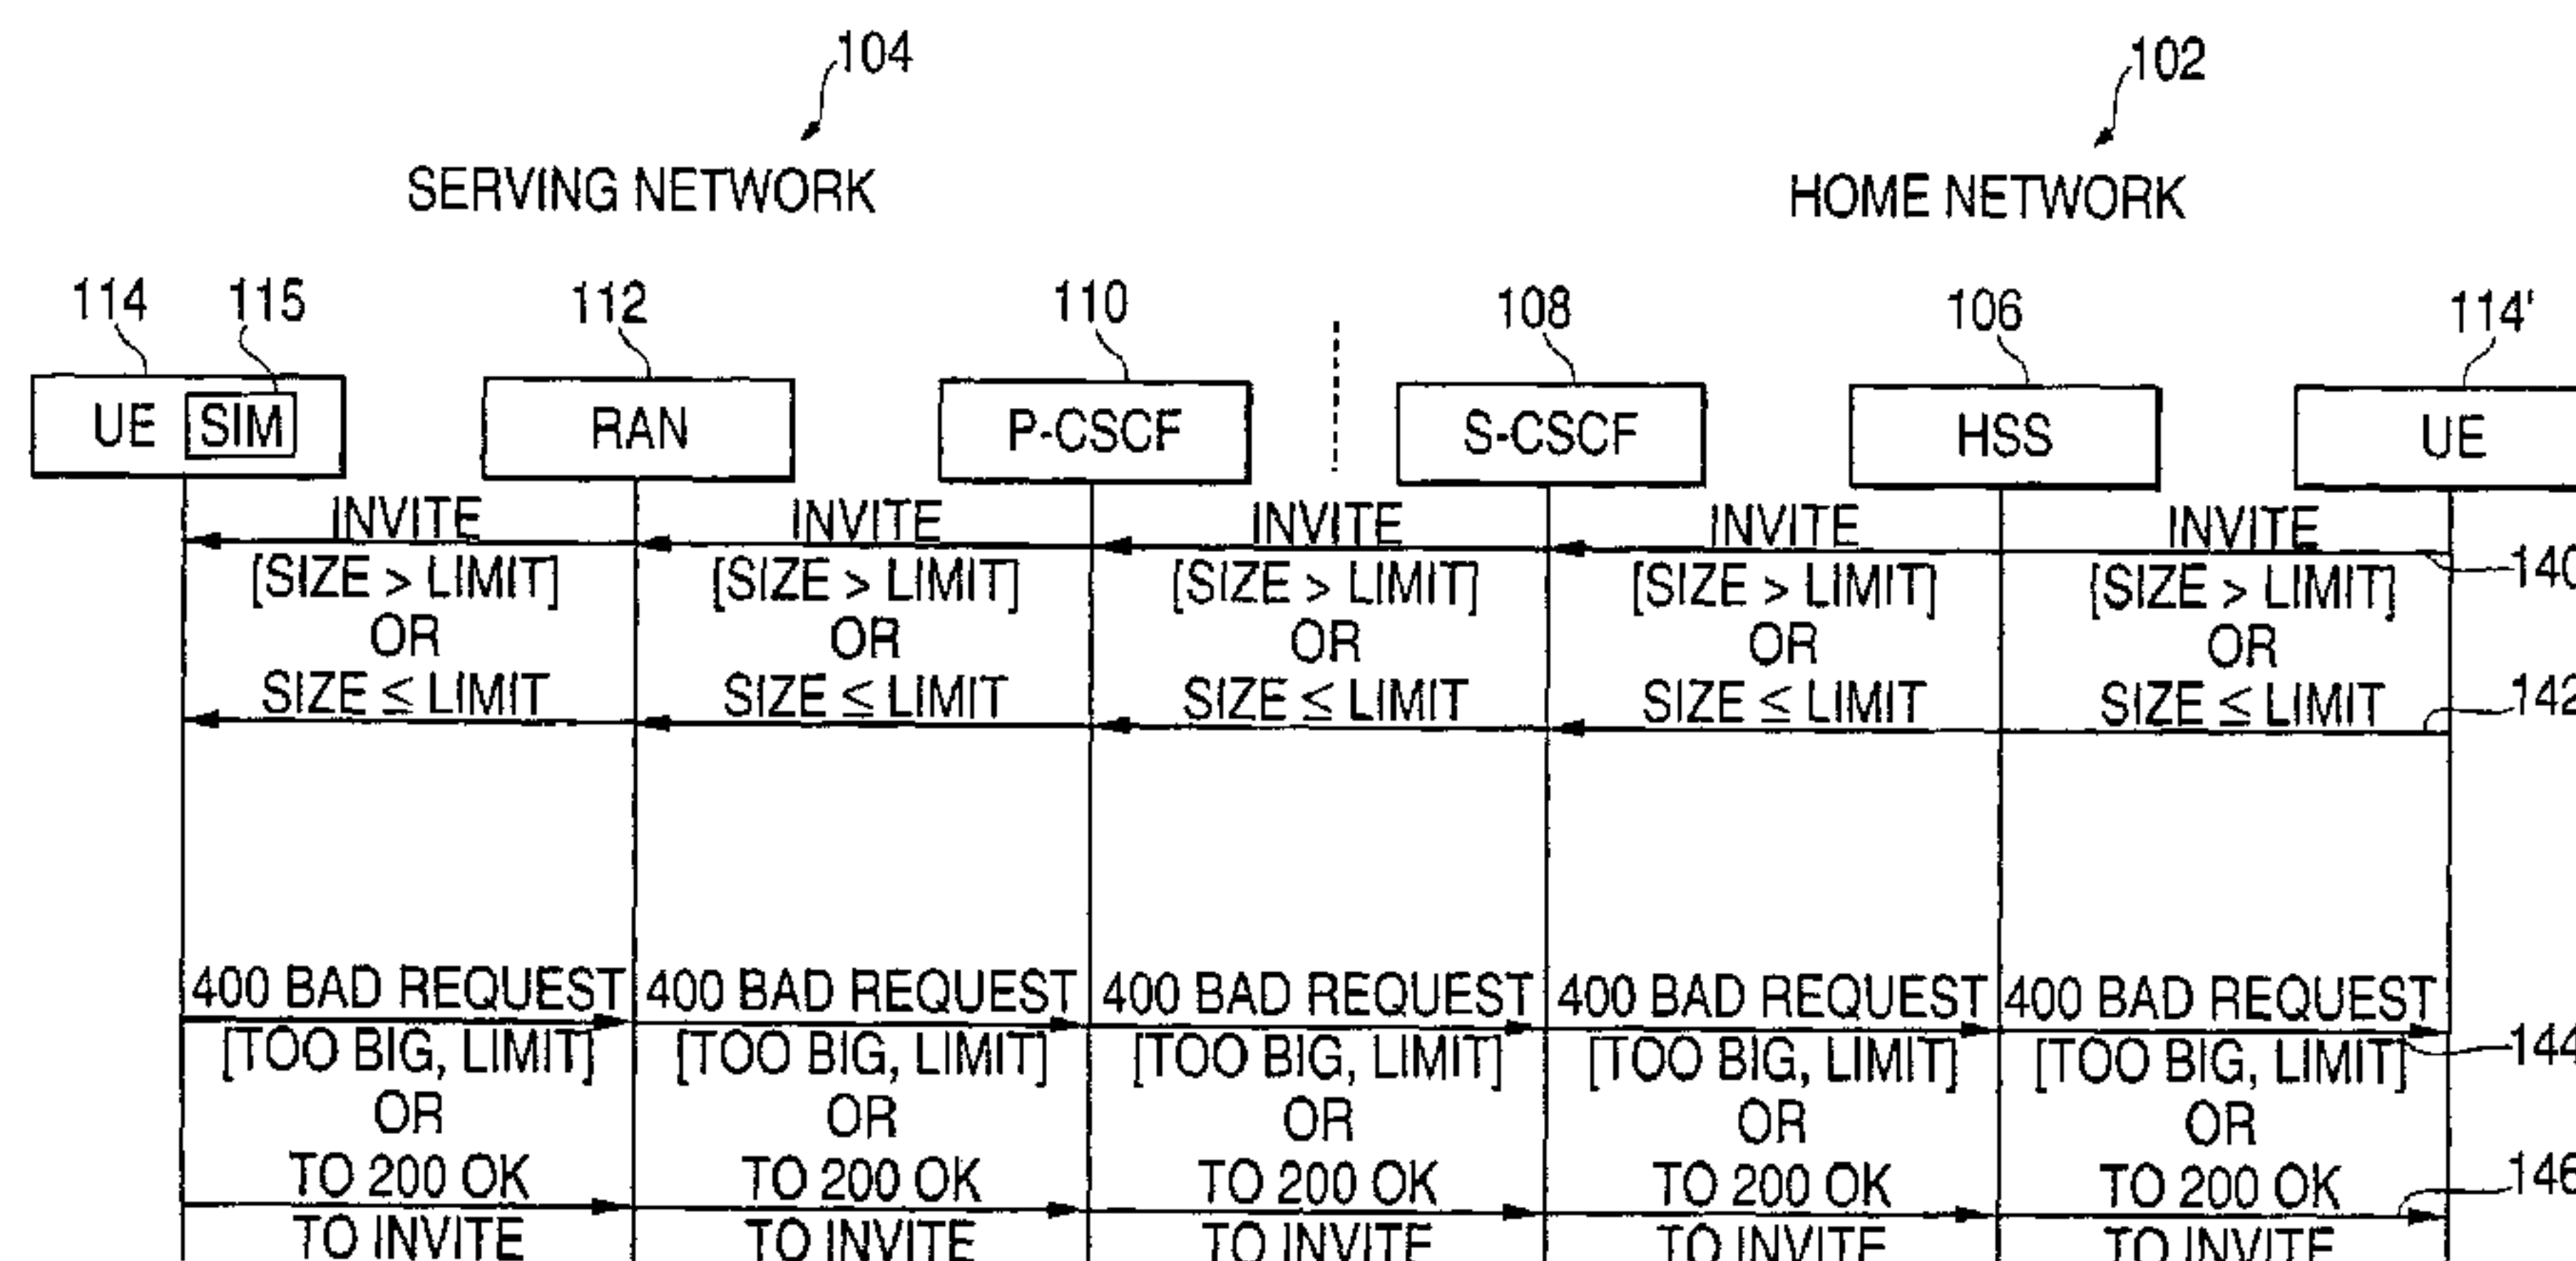 104
102
SERVING NETWORK
HOME NETWORK
114 115 112 110 108 106 114'
UE SIM RAN P-CSCF S-CSCF HSS UE
INVITE INVITE INVITE INVITE INVITE
140
[SIZE > LIMIT] [SIZE > LIMIT] [SIZE > LIMIT] [SIZE > LIMIT] [SIZE > LIMIT]
OR OR OR OR OR
SIZE ≤ LIMIT SIZE ≤ LIMIT SIZE ≤ LIMIT SIZE ≤ LIMIT SIZE ≤ LIMIT
142
400 BAD REQUEST 400 BAD REQUEST 400 BAD REQUEST 400 BAD REQUEST 400 BAD REQUEST
144
[TOO BIG, LIMIT] [TOO BIG, LIMIT] [TOO BIG, LIMIT] [TOO BIG, LIMIT] [TOO BIG, LIMIT]
OR OR OR OR OR
TO 200 OK TO 200 OK TO 200 OK TO 200 OK TO 200 OK
146
TO INVITE TO INVITE TO INVITE TO INVITE TO INVITE